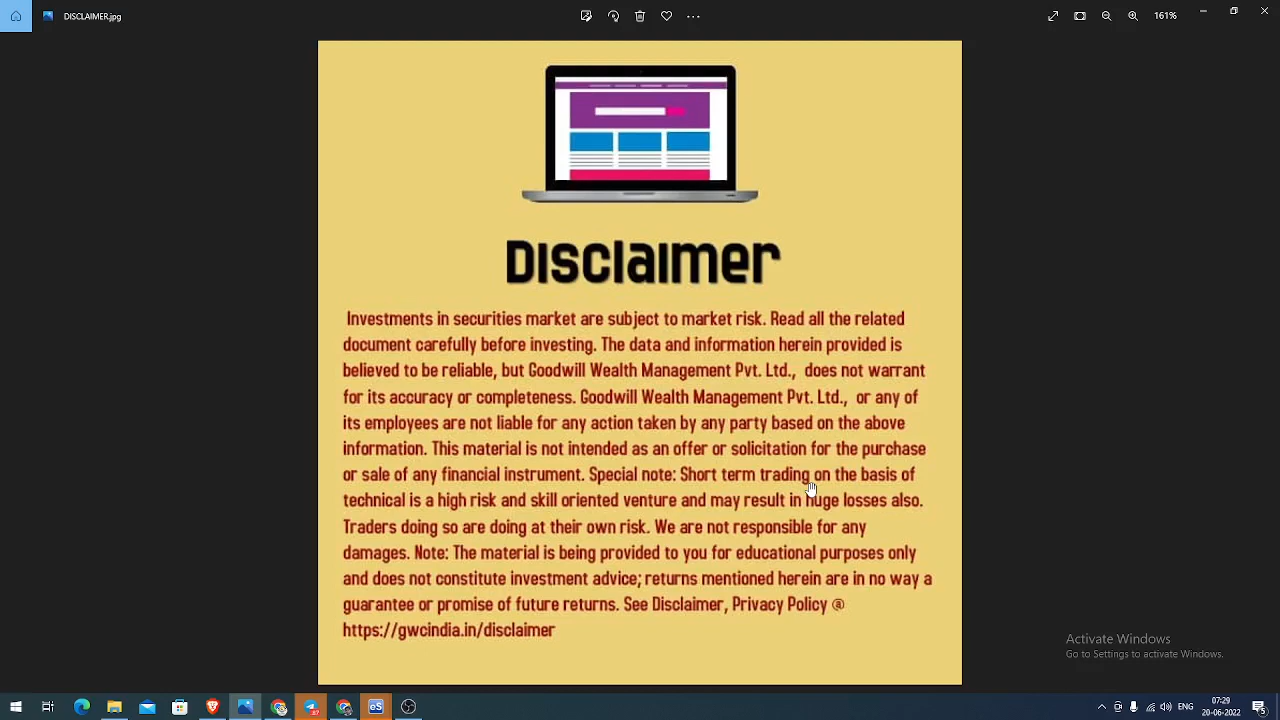 DISCLAIMER.jpg
Disclaimer
Investments in securities market are subject to market risk. Read all the related
document carefully before investing. The data and information herein provided is
believed to be reliable, but Goodwill Wealth Management Pvt. Ltd., does not warrant
for its accuracy or completeness. Goodwill Wealth Management Pvt. Ltd., or any of
its employees are not liable for any action taken by any party based on the above
information. This material is not intended as an offer or solicitation for the purchase
or sale of any financial instrument. Special note: Short term trading on the basis of
technical is a high risk and skill oriented venture and may result in huge losses also.
Traders doing so are doing at their own risk. We are not responsible for any
damages. Note: The material is being provided to you for educational purposes only
and does not constitute investment advice; returns mentioned herein are in no way a
guarantee or promise of future returns. See Disclaimer, Privacy Policy @
https://gwcindia.in/disclaimer
Activate Windows
Go to Settings to activate Windows.
07:29
20-06-2022